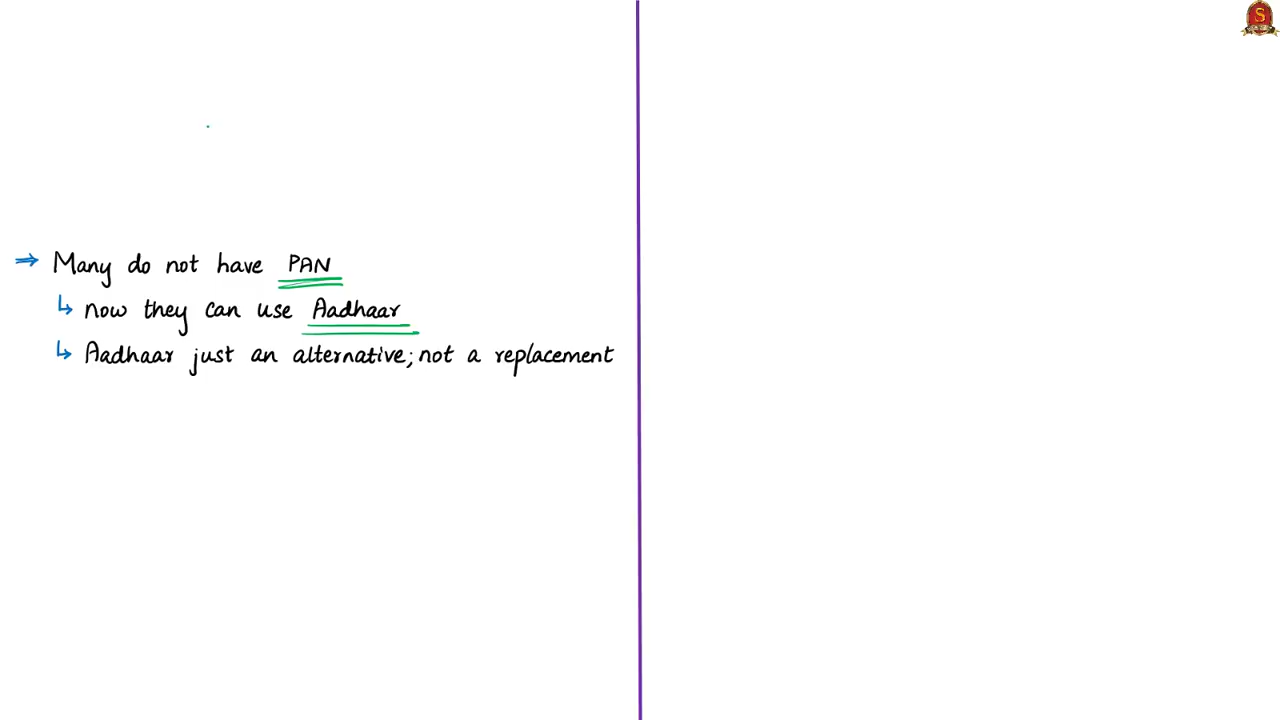 ⇒ Many do not have PAN
↳ now they can use Aadhaar
↳ Aadhaar just an alternative; not a replacement
S